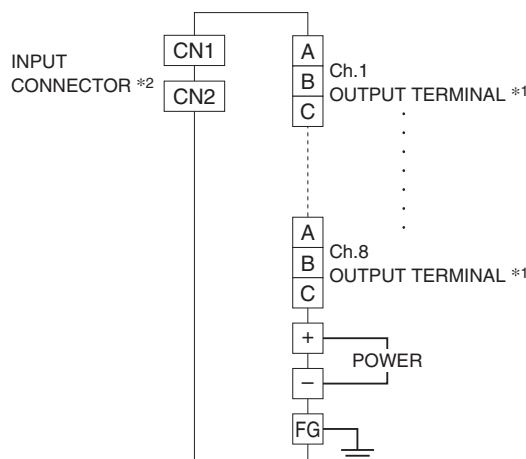 INPUT
CONNECTOR *2
CN1
CN2
A
B
C
Ch.1
OUTPUT TERMINAL *1
A
B
C
Ch.8
OUTPUT TERMINAL *1
+
−
POWER
FG